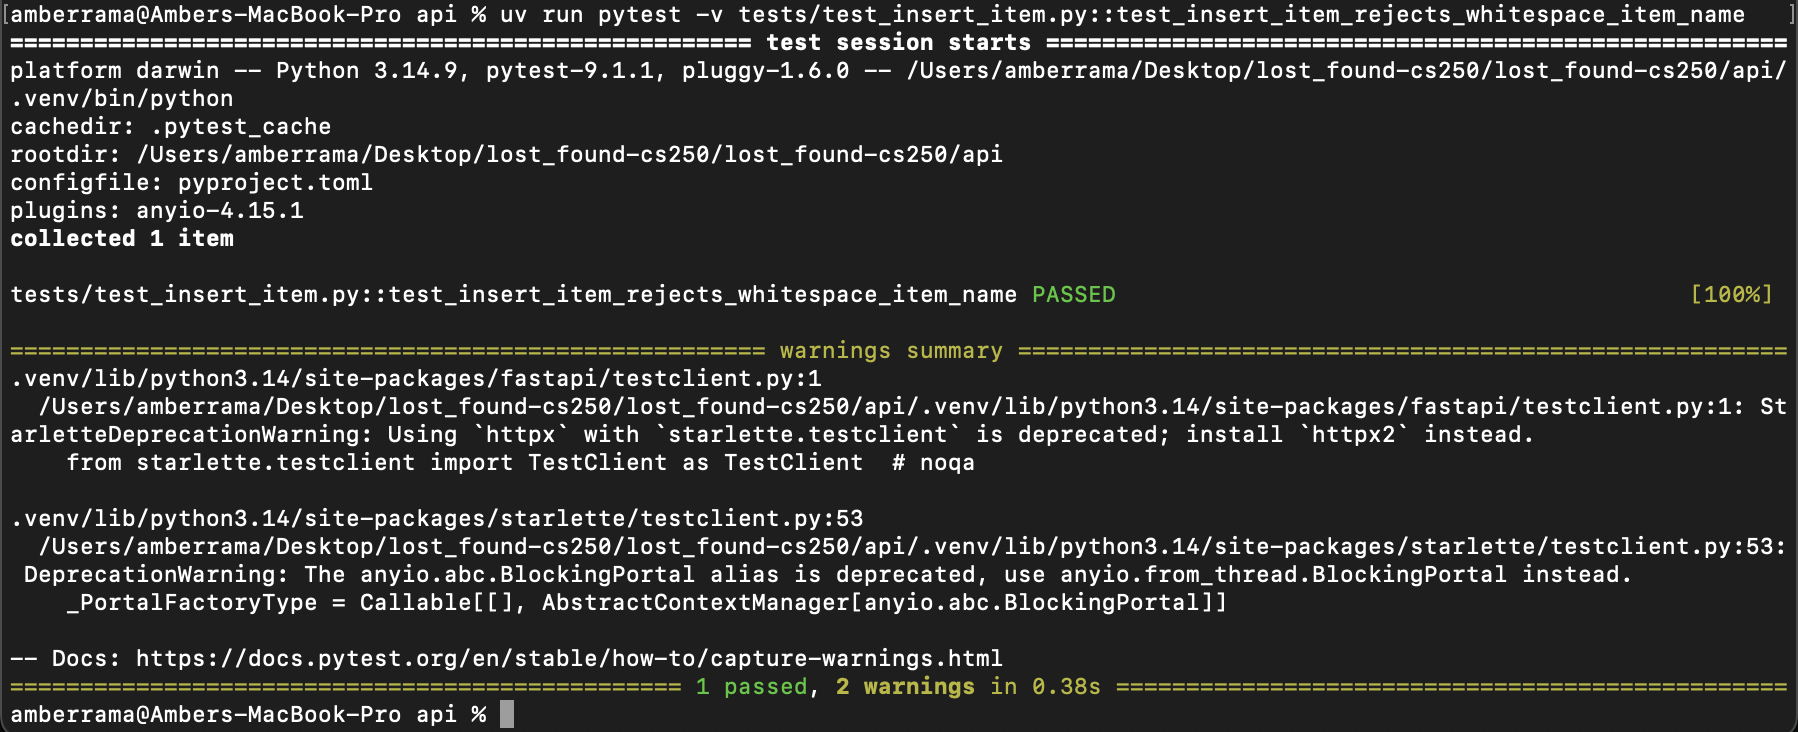 [amberrama@Ambers-MacBook-Pro api % uv run pytest -v tests/test_insert_item.py::test_insert_item_rejects_whitespace_item_name ]
===================================================== test session starts =====================================================
platform darwin -- Python 3.14.9, pytest-9.1.1, pluggy-1.6.0 -- /Users/amberrama/Desktop/lost_found-cs250/lost_found-cs250/api/
.venv/bin/python
cachedir: .pytest_cache
rootdir: /Users/amberrama/Desktop/lost_found-cs250/lost_found-cs250/api
configfile: pyproject.toml
plugins: anyio-4.15.1
collected 1 item
tests/test_insert_item.py::test_insert_item_rejects_whitespace_item_name PASSED [100%]
====================================================== warnings summary =======================================================
.venv/lib/python3.14/site-packages/fastapi/testclient.py:1
  /Users/amberrama/Desktop/lost_found-cs250/lost_found-cs250/api/.venv/lib/python3.14/site-packages/fastapi/testclient.py:1: St
arletteDeprecationWarning: Using `httpx` with `starlette.testclient` is deprecated; install `httpx2` instead.
    from starlette.testclient import TestClient as TestClient  # noqa
.venv/lib/python3.14/site-packages/starlette/testclient.py:53
  /Users/amberrama/Desktop/lost_found-cs250/lost_found-cs250/api/.venv/lib/python3.14/site-packages/starlette/testclient.py:53:
 DeprecationWarning: The anyio.abc.BlockingPortal alias is deprecated, use anyio.from_thread.BlockingPortal instead.
    _PortalFactoryType = Callable[[], AbstractContextManager[anyio.abc.BlockingPortal]]
-- Docs: https://docs.pytest.org/en/stable/how-to/capture-warnings.html
================================================ 1 passed, 2 warnings in 0.38s ================================================
amberrama@Ambers-MacBook-Pro api %